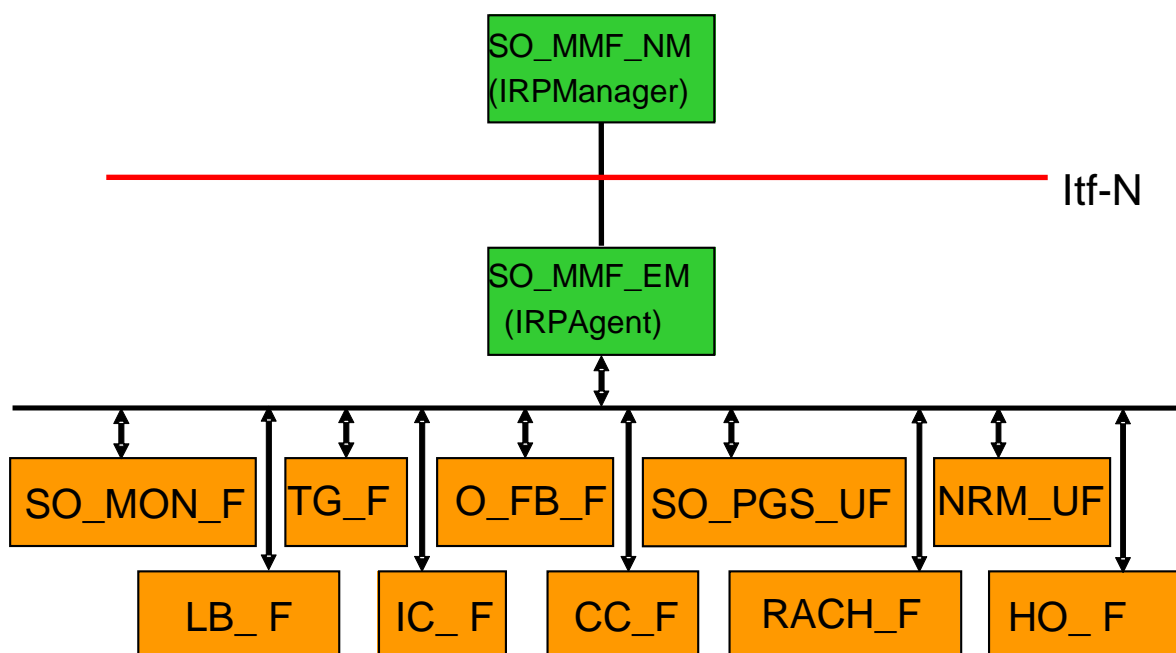 SO_MMF_NM
(IRPManager)
Itf-N
SO_MMF_EM
(IRPAgent)
SO_MON_F
TG_F
O_FB_F
SO_PGS_UF
NRM_UF
LB_ F
IC_ F
CC_F
RACH_F
HO_ F